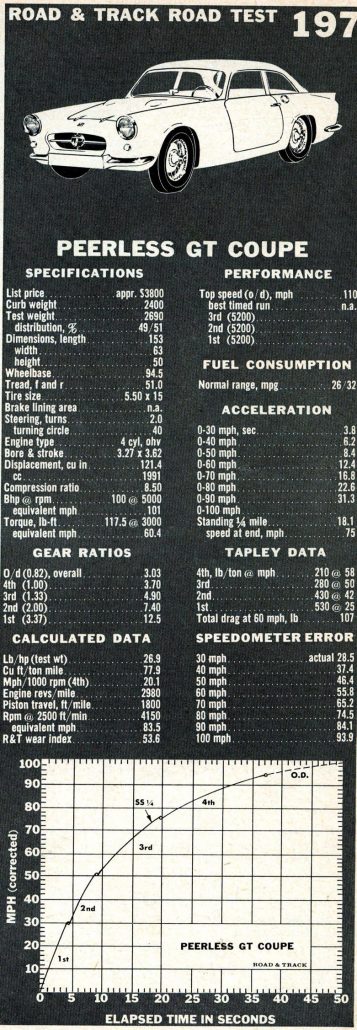 ROAD & TRACK ROAD TEST 197
PEERLESS GT COUPE
SPECIFICATIONS
List price appr. $3800
Curb weight 2400
Test weight 2690
distribution, % 49/51
Dimensions, length 153
width 63
height 50
Wheelbase 94.5
Tread, f and r 51.0
Tire size 5.50 x 15
Brake lining area n.a.
Steering, turns 2.0
turning circle 40
Engine type 4 cyl, ohv
Bore & stroke 3.27 x 3.62
Displacement, cu in 121.4
cc 1991
Compression ratio 8.50
Bhp @ rpm 100 @ 5000
equivalent mph 101
Torque, lb-ft 117.5 @ 3000
equivalent mph 60.4
GEAR RATIOS
O/d (0.82), overall 3.03
4th (1.00) 3.70
3rd (1.33) 4.90
2nd (2.00) 7.40
1st (3.37) 12.5
CALCULATED DATA
Lb/hp (test wt) 26.9
Cu ft/ton mile 77.9
Mph/1000 rpm (4th) 20.1
Engine revs/mile 2980
Piston travel, ft/mile 1800
Rpm @ 2500 ft/min 4150
equivalent mph 83.5
R&T wear index 53.6
PERFORMANCE
Top speed (o/d), mph 110
best timed run n.a.
3rd (5200)
2nd (5200)
1st (5200)
FUEL CONSUMPTION
Normal range, mpg 26/32
ACCELERATION
0-30 mph, sec 3.8
0-40 mph 6.2
0-50 mph 8.4
0-60 mph 12.4
0-70 mph 16.8
0-80 mph 22.6
0-90 mph 31.3
0-100 mph
Standing ¼ mile 18.1
speed at end, mph 75
TAPLEY DATA
4th, lb/ton @ mph 210 @ 58
3rd 280 @ 50
2nd 430 @ 42
1st 530 @ 25
Total drag at 60 mph, lb 107
SPEEDOMETER ERROR
30 mph actual 28.5
40 mph 37.4
50 mph 46.4
60 mph 55.8
70 mph 65.2
80 mph 74.5
90 mph 84.1
100 mph 93.9
MPH (corrected)
100
90
80
70
60
50
40
30
20
10
O.D.
SS ¼
4th
3rd
2nd
1st
PEERLESS GT COUPE
ROAD & TRACK
0 5 10 15 20 25 30 35 40 45 50
ELAPSED TIME IN SECONDS